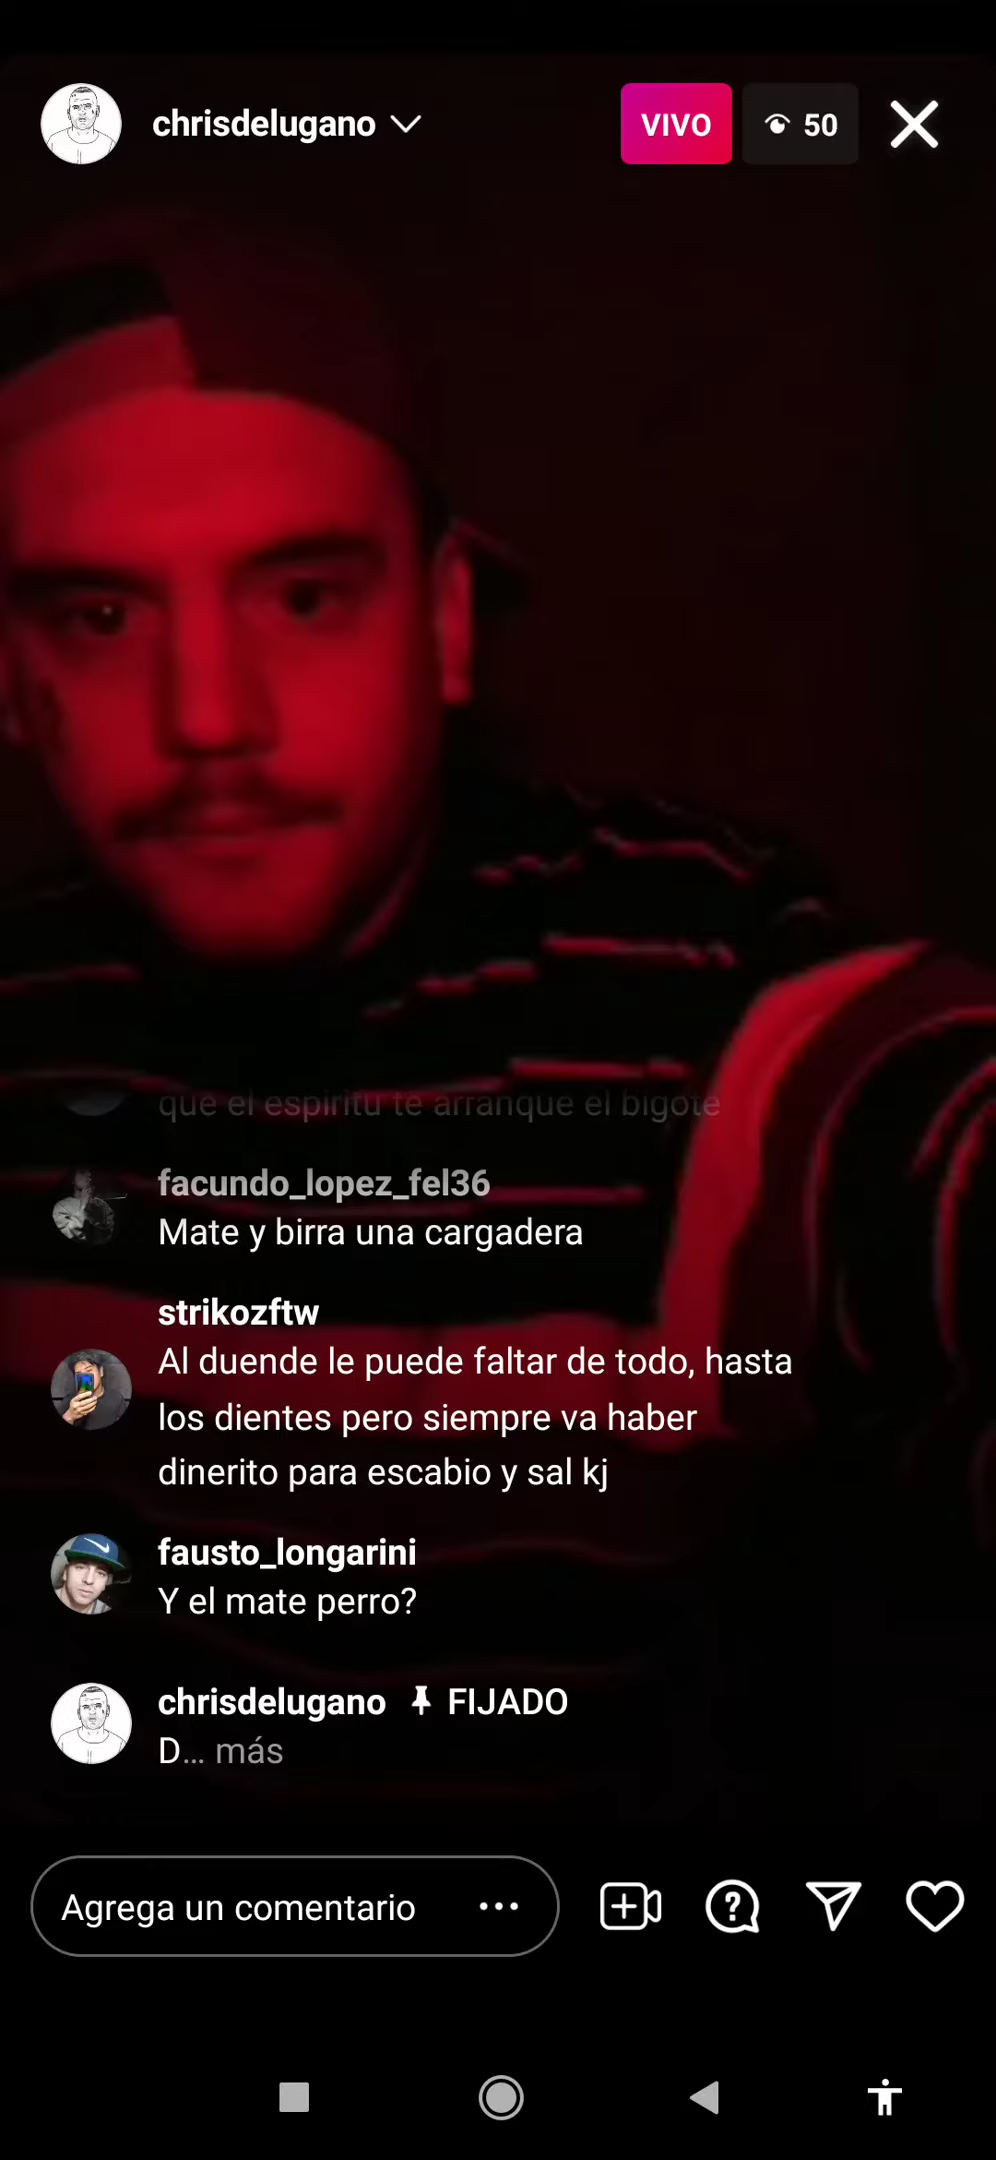 chrisdelugano
VIVO
50
que el espiritu te arranque el bigote
facundo_lopez_fel36
Mate y birra una cargadera
strikozftw
Al duende le puede faltar de todo, hasta
los dientes pero siempre va haber
dinerito para escabio y sal kj
fausto_longarini
Y el mate perro?
chrisdelugano FIJADO
D... más
Agrega un comentario